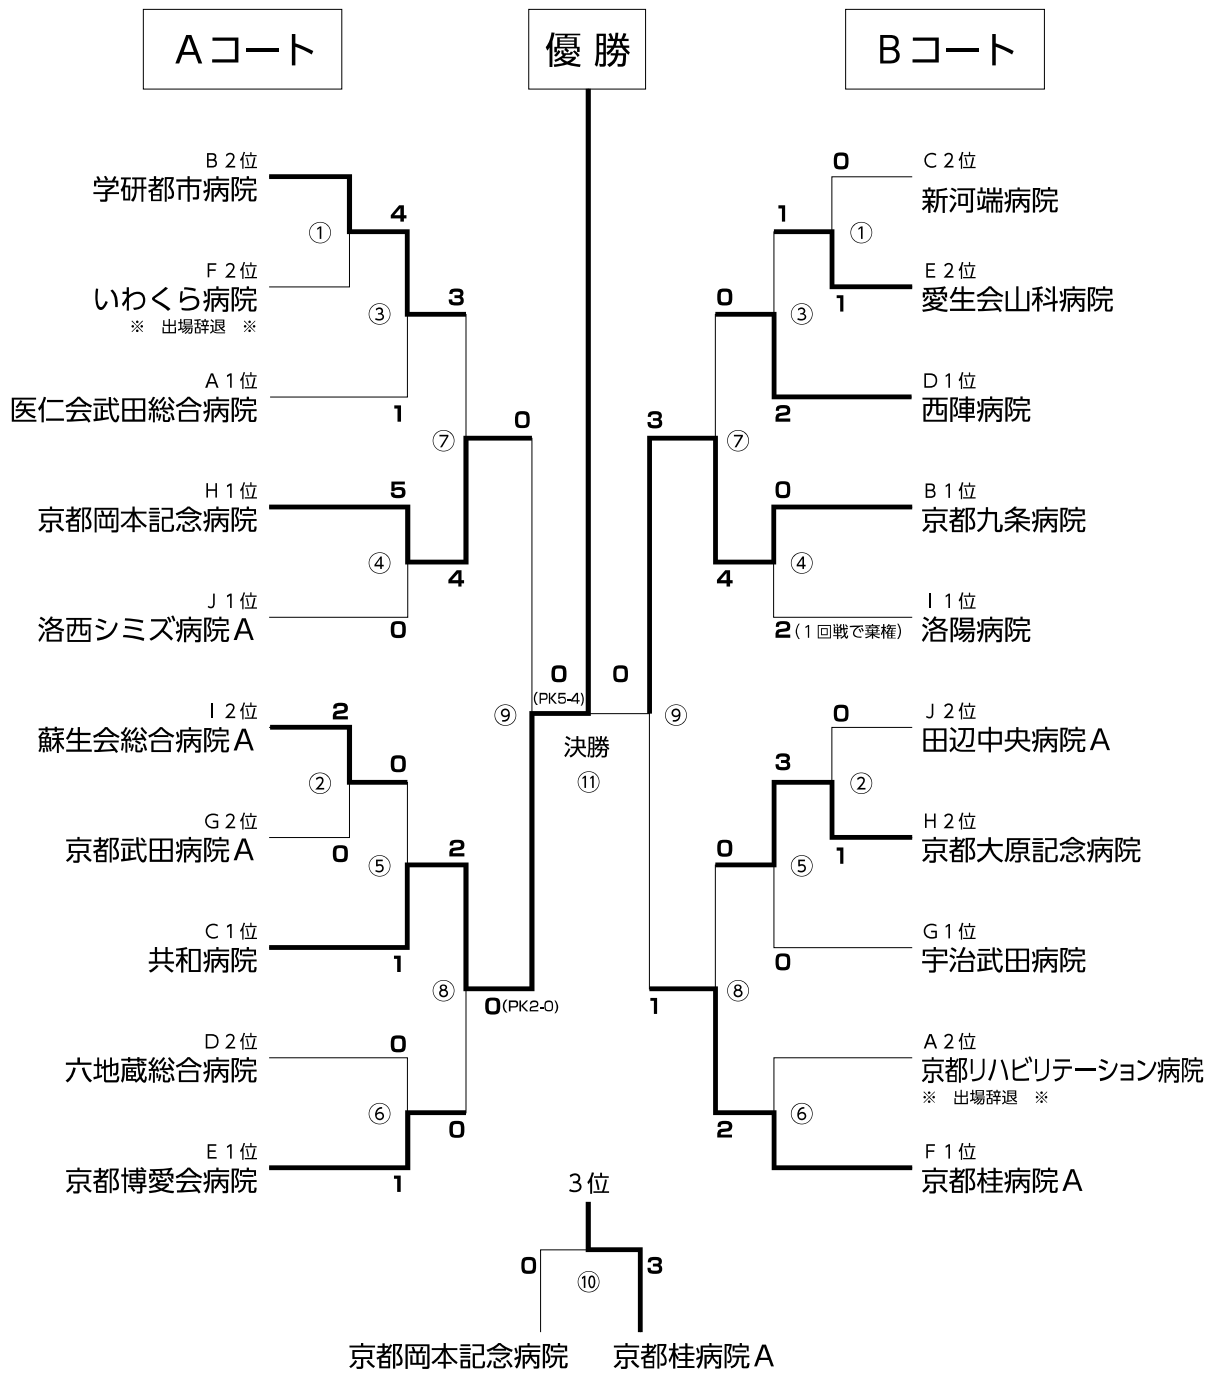 Aコート
優勝
Bコート
B2位
学研都市病院
①
4
F2位
いわくら病院
※ 出場辞退 ※
③
3
A1位
医仁会武田総合病院
1
⑦
0
H1位
京都岡本記念病院
5
④
4
J1位
洛西シミズ病院A
0
I2位
蘇生会総合病院A
2
②
0
G2位
京都武田病院A
0
⑤
2
C1位
共和病院
1
⑧
0(PK2-0)
D2位
六地蔵総合病院
0
⑥
0
E1位
京都博愛会病院
1
⑨
0
(PK5-4)
0
決勝
⑪
⑨
0
C2位
新河端病院
1
①
E2位
愛生会山科病院
1
0
③
D1位
西陣病院
2
3
⑦
0
B1位
京都九条病院
④
4
I1位
洛陽病院
2(1回戦で棄権)
0
J2位
田辺中央病院A
3
②
H2位
京都大原記念病院
1
0
⑤
G1位
宇治武田病院
0
1
⑧
A2位
京都リハビリテーション病院
※ 出場辞退 ※
⑥
2
F1位
京都桂病院A
3位
0
3
⑩
京都岡本記念病院
京都桂病院A